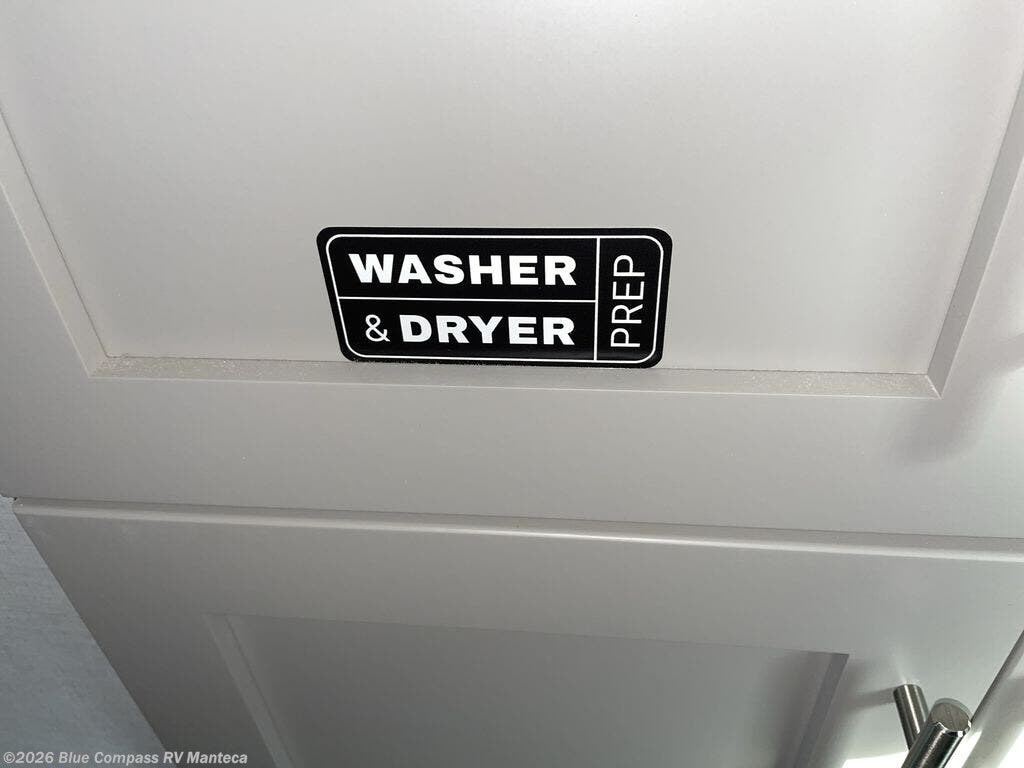 WASHER
& DRYER
PREP
©2026 Blue Compass RV Manteca